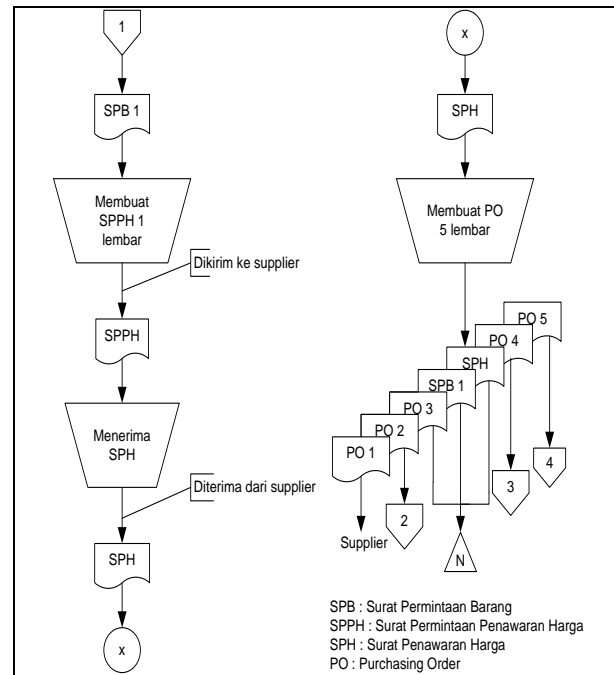 1
SPB 1
Membuat
SPPH 1
lembar
Dikirim ke supplier
SPPH
Menerima
SPH
Diterima dari supplier
SPH
x
x
SPH
Membuat PO
5 lembar
PO 5
PO 4
SPH
SPB 1
PO 3
PO 2
PO 1
Supplier
2
N
3
4
SPB : Surat Permintaan Barang
SPPH : Surat Permintaan Penawaran Harga
SPH : Surat Penawaran Harga
PO : Purchasing Order